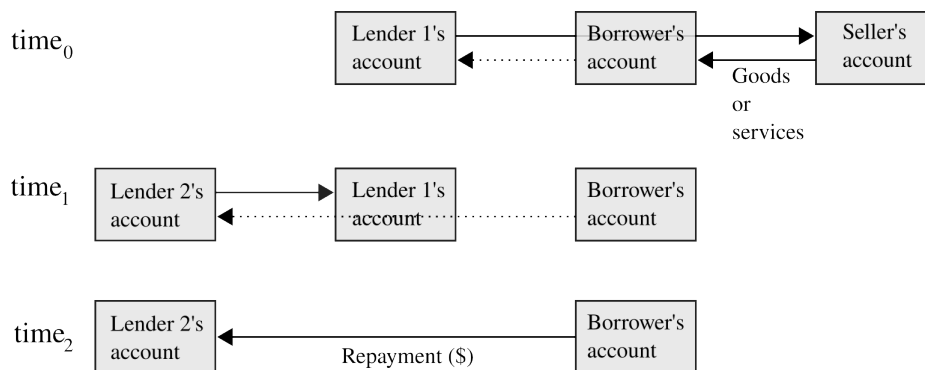 time₀
Lender 1's
account
Borrower's
account
Seller's
account
Goods
or
services
time₁
Lender 2's
account
Lender 1's
account
Borrower's
account
time₂
Lender 2's
account
Borrower's
account
Repayment ($)